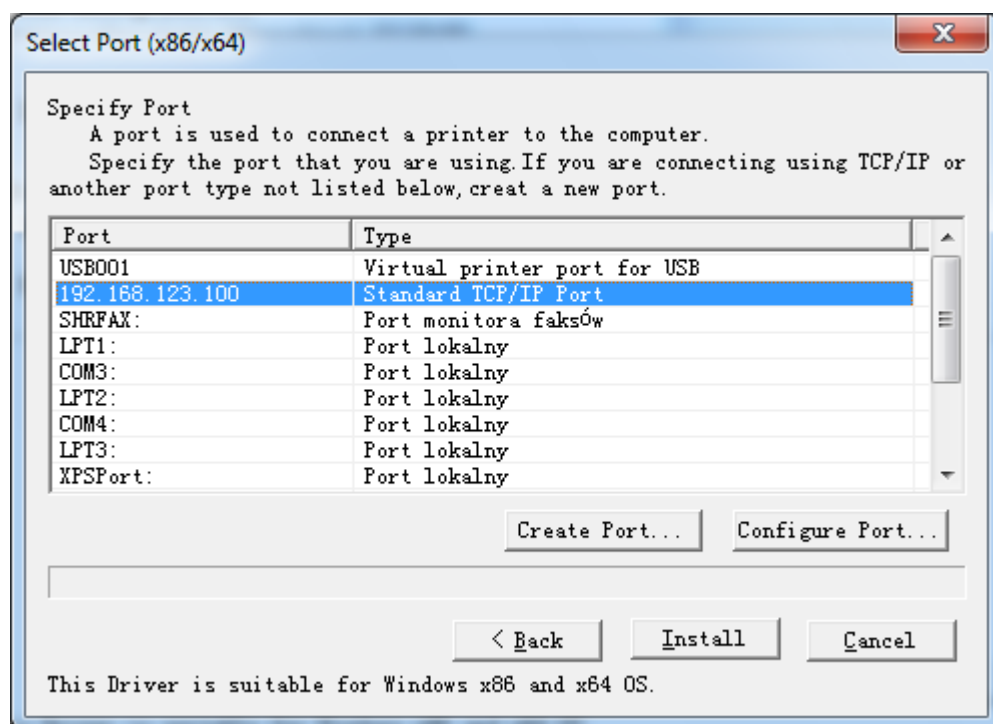 Select Port (x86/x64)
Specify Port
A port is used to connect a printer to the computer.
Specify the port that you are using.If you are connecting using TCP/IP or
another port type not listed below,creat a new port.
Port Type
USB001 Virtual printer port for USB
192.168.123.100 Standard TCP/IP Port
SHRFAX: Port monitora faksów
LPT1: Port lokalny
COM3: Port lokalny
LPT2: Port lokalny
COM4: Port lokalny
LPT3: Port lokalny
XPSPort: Port lokalny
Create Port... Configure Port...
< Back Install Cancel
This Driver is suitable for Windows x86 and x64 OS.